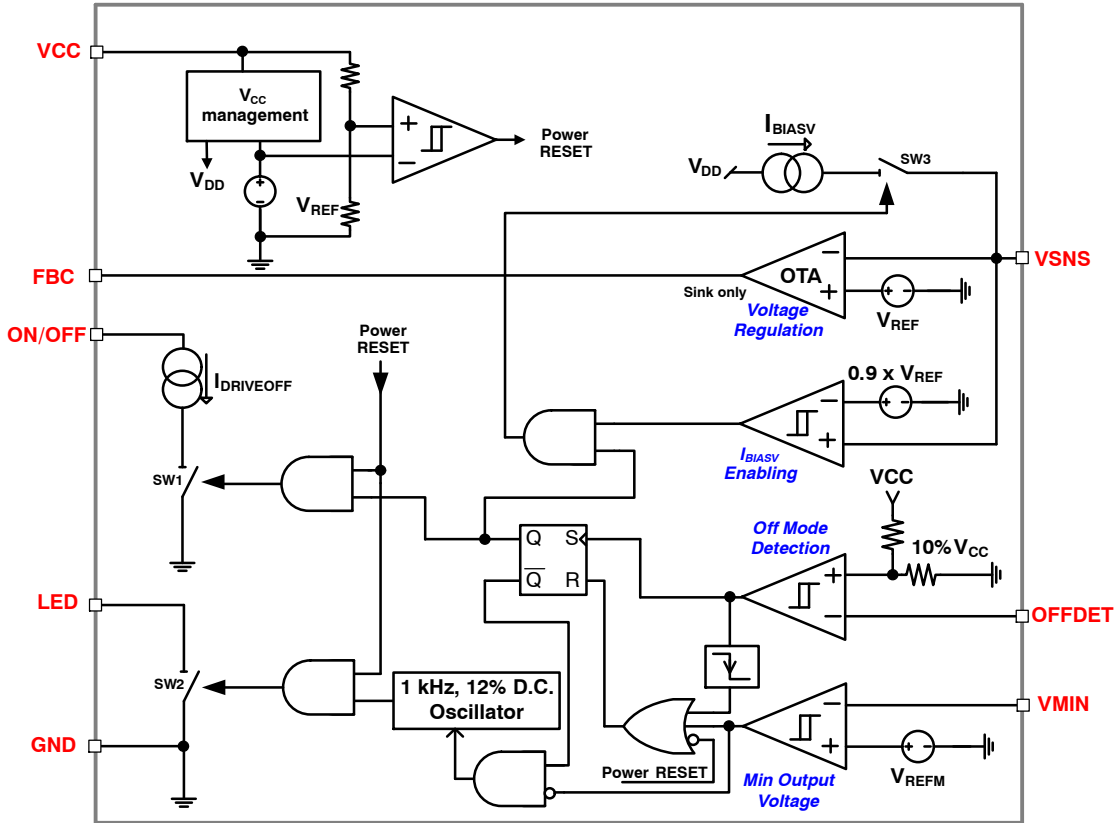 VCC
VCC
management
VDD
VREF
+
−
+
−
Power
RESET
IBIASV
VDD
SW3
VSNS
FBC
OTA
−
+
Sink only
Voltage
Regulation
+
-
VREF
ON/OFF
IDRIVEOFF
Power
RESET
0.9 x VREF
−
+
+
-
IBIASV
Enabling
SW1
VCC
10% VCC
Off Mode
Detection
+
−
Q
S
Q
R
OFFDET
LED
SW2
1 kHz, 12% D.C.
Oscillator
VMIN
−
+
+
-
VREFM
GND
Power RESET
Min Output
Voltage